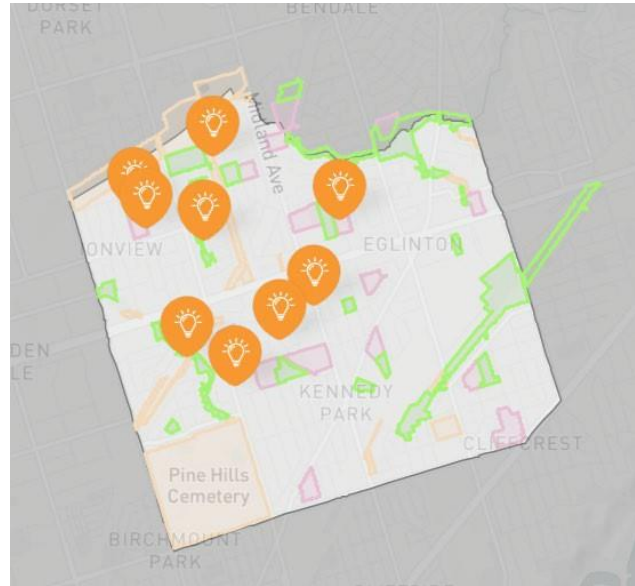 DORSET
PARK
BENDALE
Midland Ave
ONVIEW
EGLINTON
DEN
LE
KENNEDY
PARK
CLIFFCREST
Pine Hills
Cemetery
BIRCHMOUNT
PARK